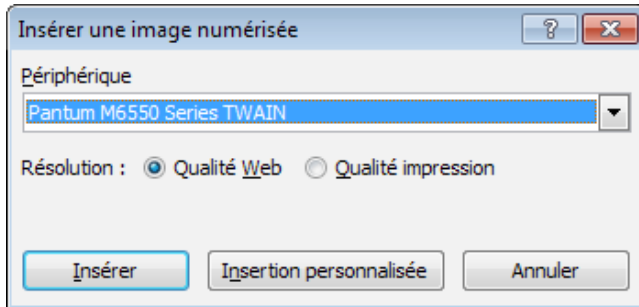 Insérer une image numérisée
Périphérique
Pantum M6550 Series TWAIN
Résolution : Qualité Web Qualité impression
Insérer Insertion personnalisée Annuler